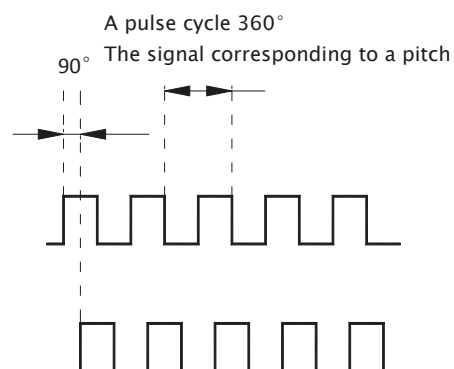 A pulse cycle 360°
The signal corresponding to a pitch
90°